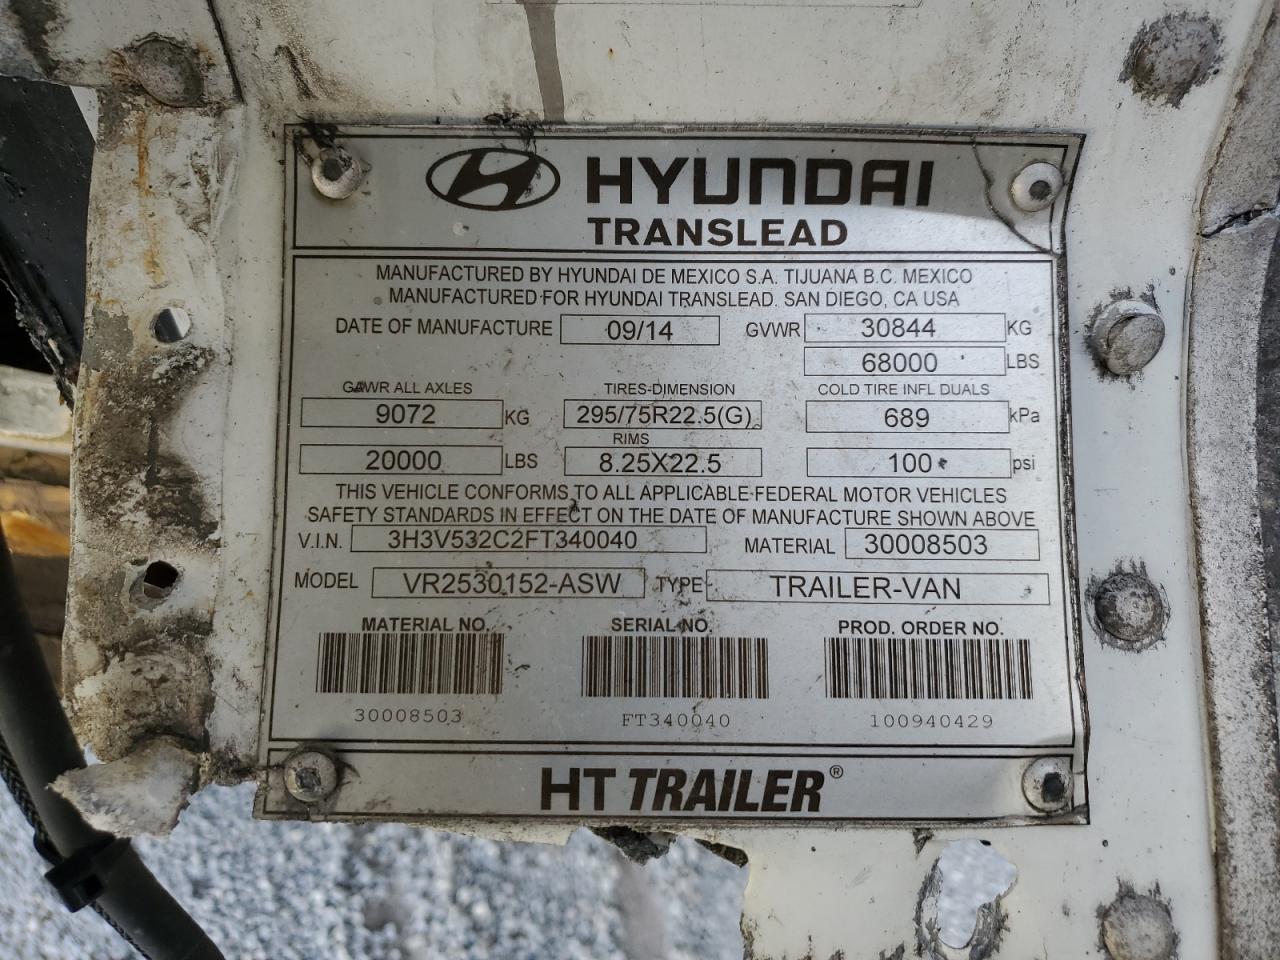 HYUNDAI
TRANSLEAD
MANUFACTURED BY HYUNDAI DE MEXICO S.A. TIJUANA B.C. MEXICO
MANUFACTURED FOR HYUNDAI TRANSLEAD. SAN DIEGO, CA USA
DATE OF MANUFACTURE 09/14 GVWR 30844 KG
68000 LBS
GAWR ALL AXLES TIRES-DIMENSION COLD TIRE INFL DUALS
9072 KG 295/75R22.5(G) 689 kPa
RIMS
20000 LBS 8.25X22.5 100 psi
THIS VEHICLE CONFORMS TO ALL APPLICABLE FEDERAL MOTOR VEHICLES
SAFETY STANDARDS IN EFFECT ON THE DATE OF MANUFACTURE SHOWN ABOVE
V.I.N. 3H3V532C2FT340040 MATERIAL 30008503
MODEL VR2530152-ASW TYPE TRAILER-VAN
MATERIAL NO. SERIAL NO. PROD. ORDER NO.
30008503 FT340040 100940429
HT TRAILER®